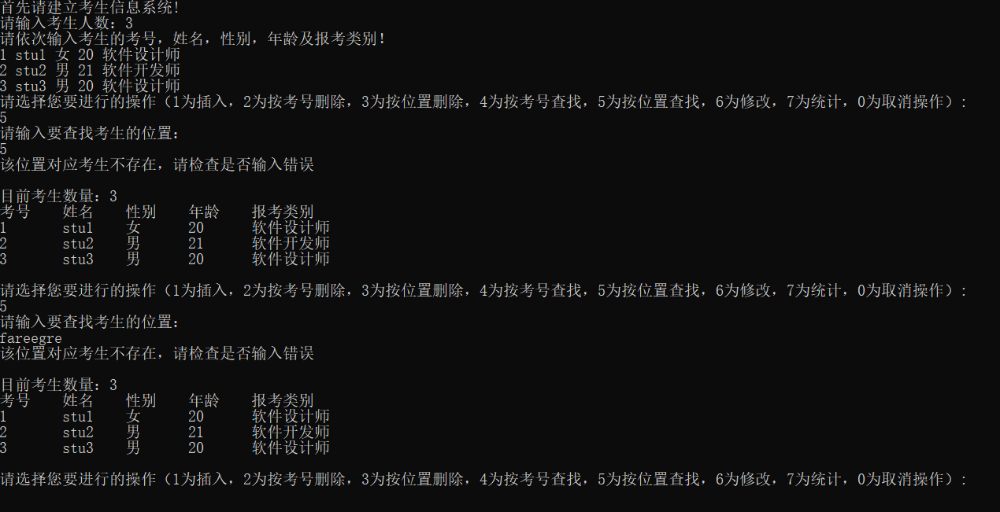 首先请建立考生信息系统!
请输入考生人数：3
请依次输入考生的考号，姓名，性别，年龄及报考类别!
1 stu1 女 20 软件设计师
2 stu2 男 21 软件开发师
3 stu3 男 20 软件设计师
请选择您要进行的操作（1为插入，2为按考号删除，3为按位置删除，4为按考号查找，5为按位置查找，6为修改，7为统计，0为取消操作）:
5
请输入要查找考生的位置:
5
该位置对应考生不存在，请检查是否输入错误
目前考生数量：3
考号 姓名 性别 年龄 报考类别
1 stu1 女 20 软件设计师
2 stu2 男 21 软件开发师
3 stu3 男 20 软件设计师
请选择您要进行的操作（1为插入，2为按考号删除，3为按位置删除，4为按考号查找，5为按位置查找，6为修改，7为统计，0为取消操作）:
5
请输入要查找考生的位置:
fareegre
该位置对应考生不存在，请检查是否输入错误
目前考生数量：3
考号 姓名 性别 年龄 报考类别
1 stu1 女 20 软件设计师
2 stu2 男 21 软件开发师
3 stu3 男 20 软件设计师
请选择您要进行的操作（1为插入，2为按考号删除，3为按位置删除，4为按考号查找，5为按位置查找，6为修改，7为统计，0为取消操作）: